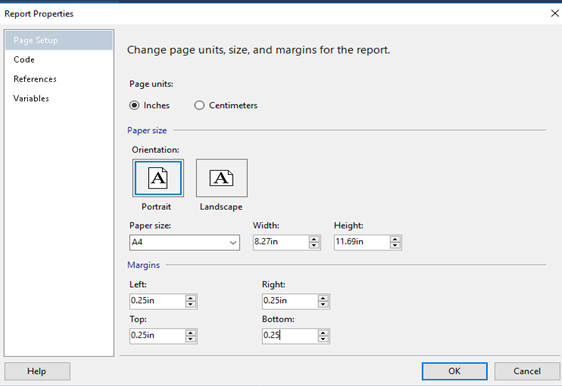 Report Properties
Page Setup
Code
References
Variables
Change page units, size, and margins for the report.
Page units:
Inches Centimeters
Paper size
Orientation:
A A
Portrait Landscape
Paper size: Width: Height:
A4 8.27in 11.69in
Margins
Left: Right:
0.25in 0.25in
Top: Bottom:
0.25in 0.25
Help OK Cancel